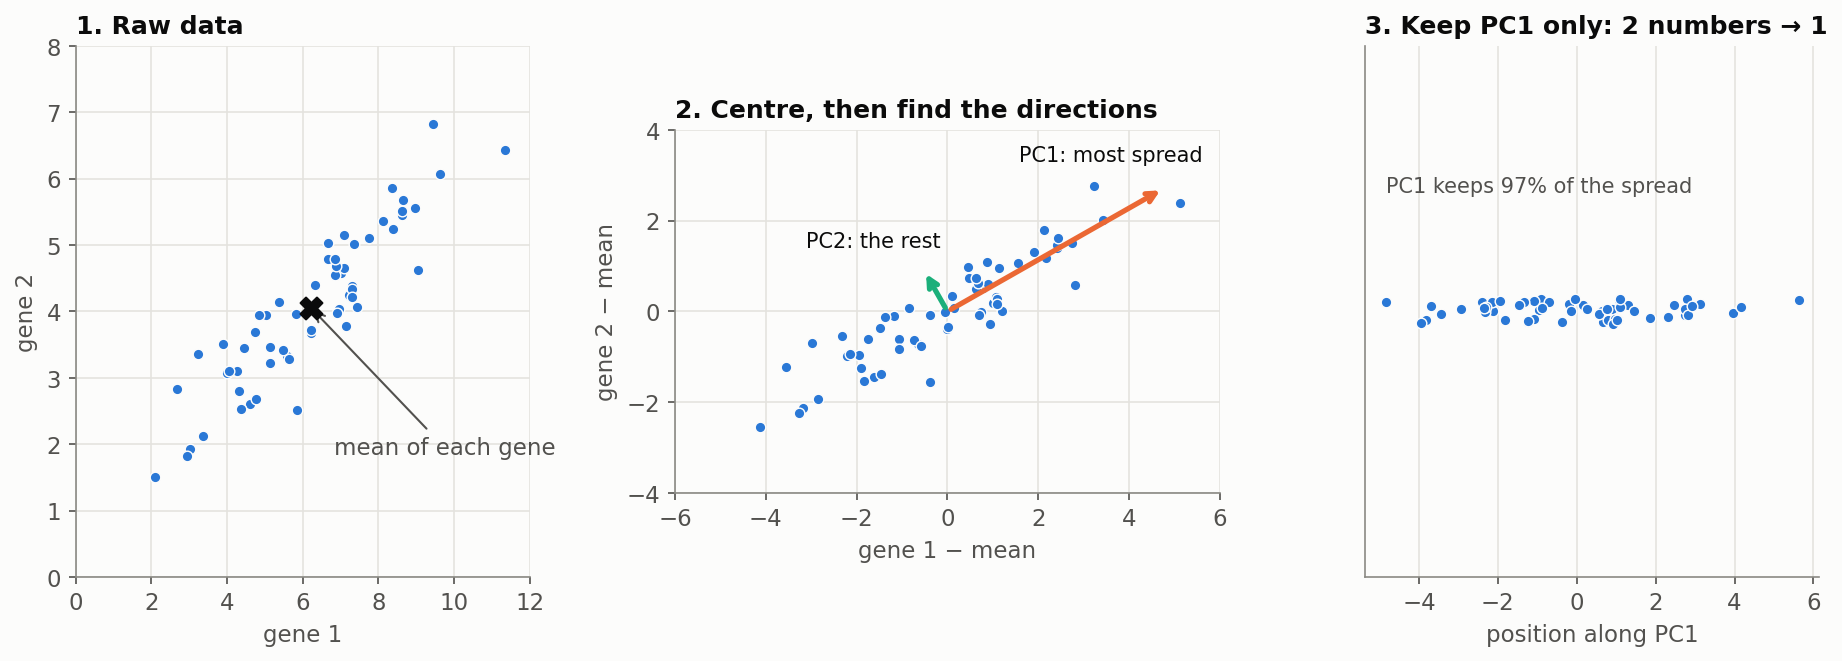 1. Raw data
8
7
6
5
4
3
2
1
0
gene 2
mean of each gene
0 2 4 6 8 10 12
gene 1
2. Centre, then find the directions
4
2
0
−2
−4
gene 2 − mean
PC1: most spread
PC2: the rest
−6 −4 −2 0 2 4 6
gene 1 − mean
3. Keep PC1 only: 2 numbers → 1
PC1 keeps 97% of the spread
−4 −2 0 2 4 6
position along PC1